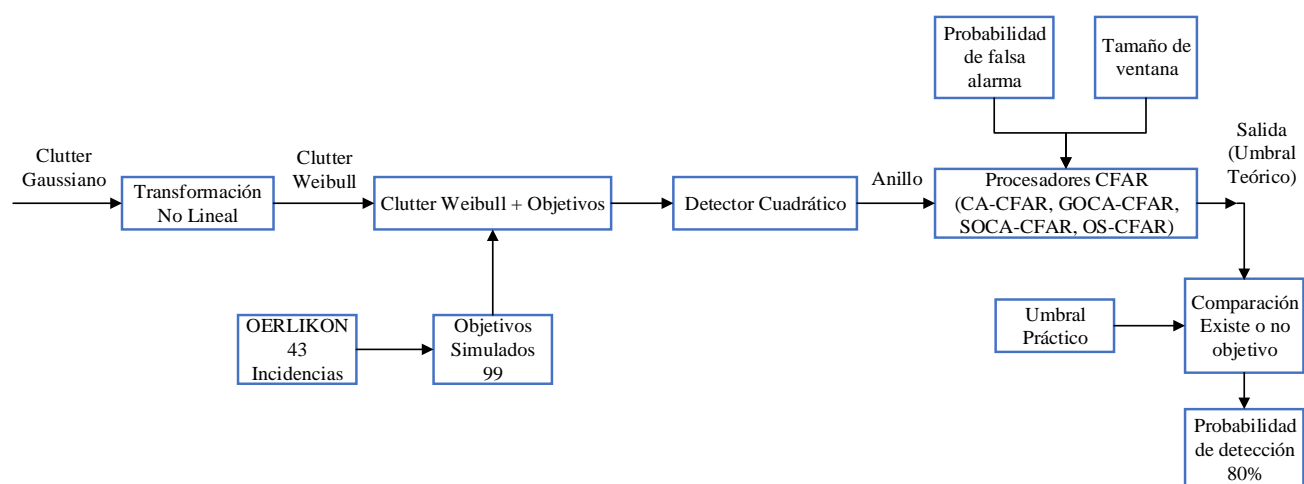 Probabilidad
de falsa
alarma
Tamaño de
ventana
Clutter
Gaussiano
Transformación
No Lineal
Clutter
Weibull
Clutter Weibull + Objetivos
Detector Cuadrático
Anillo
Procesadores CFAR
(CA-CFAR, GOCA-CFAR,
SOCA-CFAR, OS-CFAR)
Salida
(Umbral
Teórico)
OERLIKON
43
Incidencias
Objetivos
Simulados
99
Umbral
Práctico
Comparación
Existe o no
objetivo
Probabilidad
de detección
80%